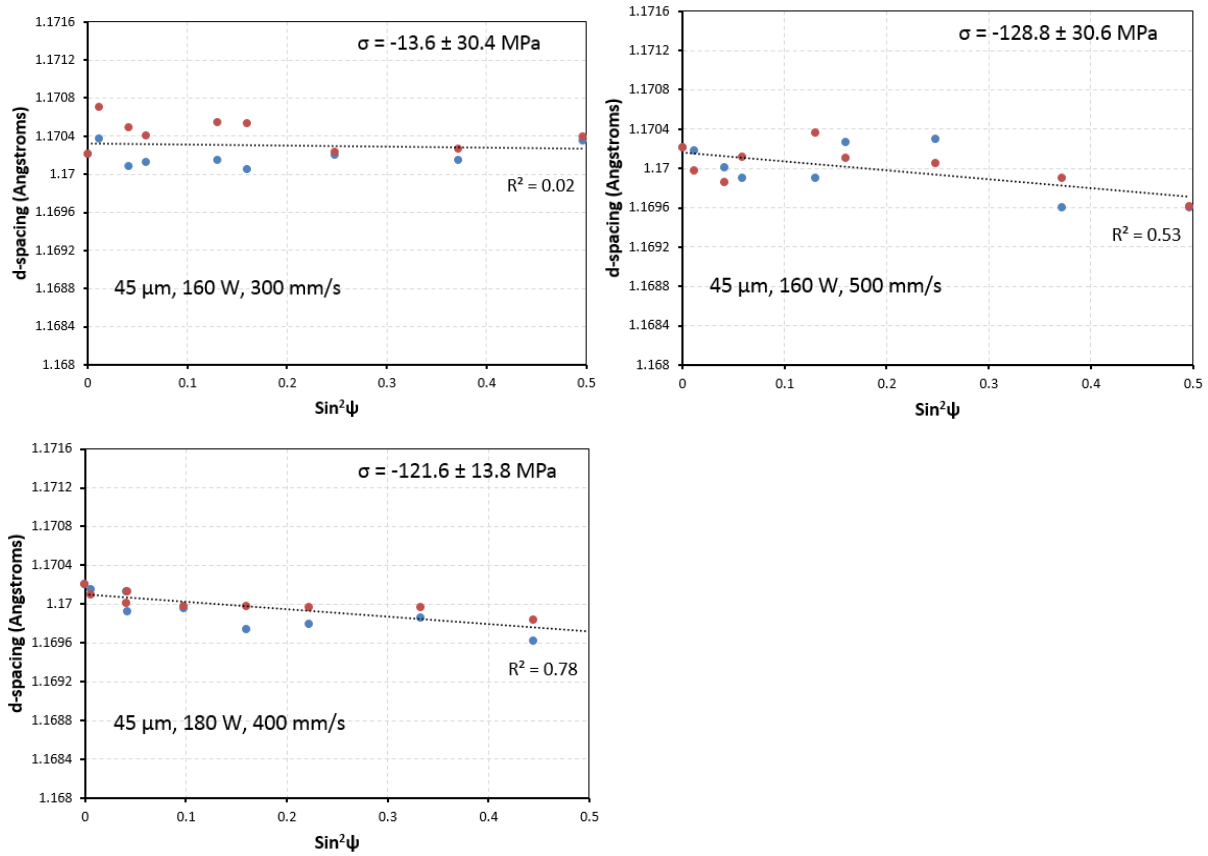 1.1716
1.1712
1.1708
1.1704
1.17
1.1696
1.1692
1.1688
1.1684
1.168
d-spacing (Angstroms)
σ = -13.6 ± 30.4 MPa
R² = 0.02
45 µm, 160 W, 300 mm/s
0 0.1 0.2 0.3 0.4 0.5
Sin²ψ
1.1716
1.1712
1.1708
1.1704
1.17
1.1696
1.1692
1.1688
1.1684
1.168
d-spacing (Angstroms)
σ = -128.8 ± 30.6 MPa
R² = 0.53
45 µm, 160 W, 500 mm/s
0 0.1 0.2 0.3 0.4 0.5
Sin²ψ
1.1716
1.1712
1.1708
1.1704
1.17
1.1696
1.1692
1.1688
1.1684
1.168
d-spacing (Angstroms)
σ = -121.6 ± 13.8 MPa
R² = 0.78
45 µm, 180 W, 400 mm/s
0 0.1 0.2 0.3 0.4 0.5
Sin²ψ